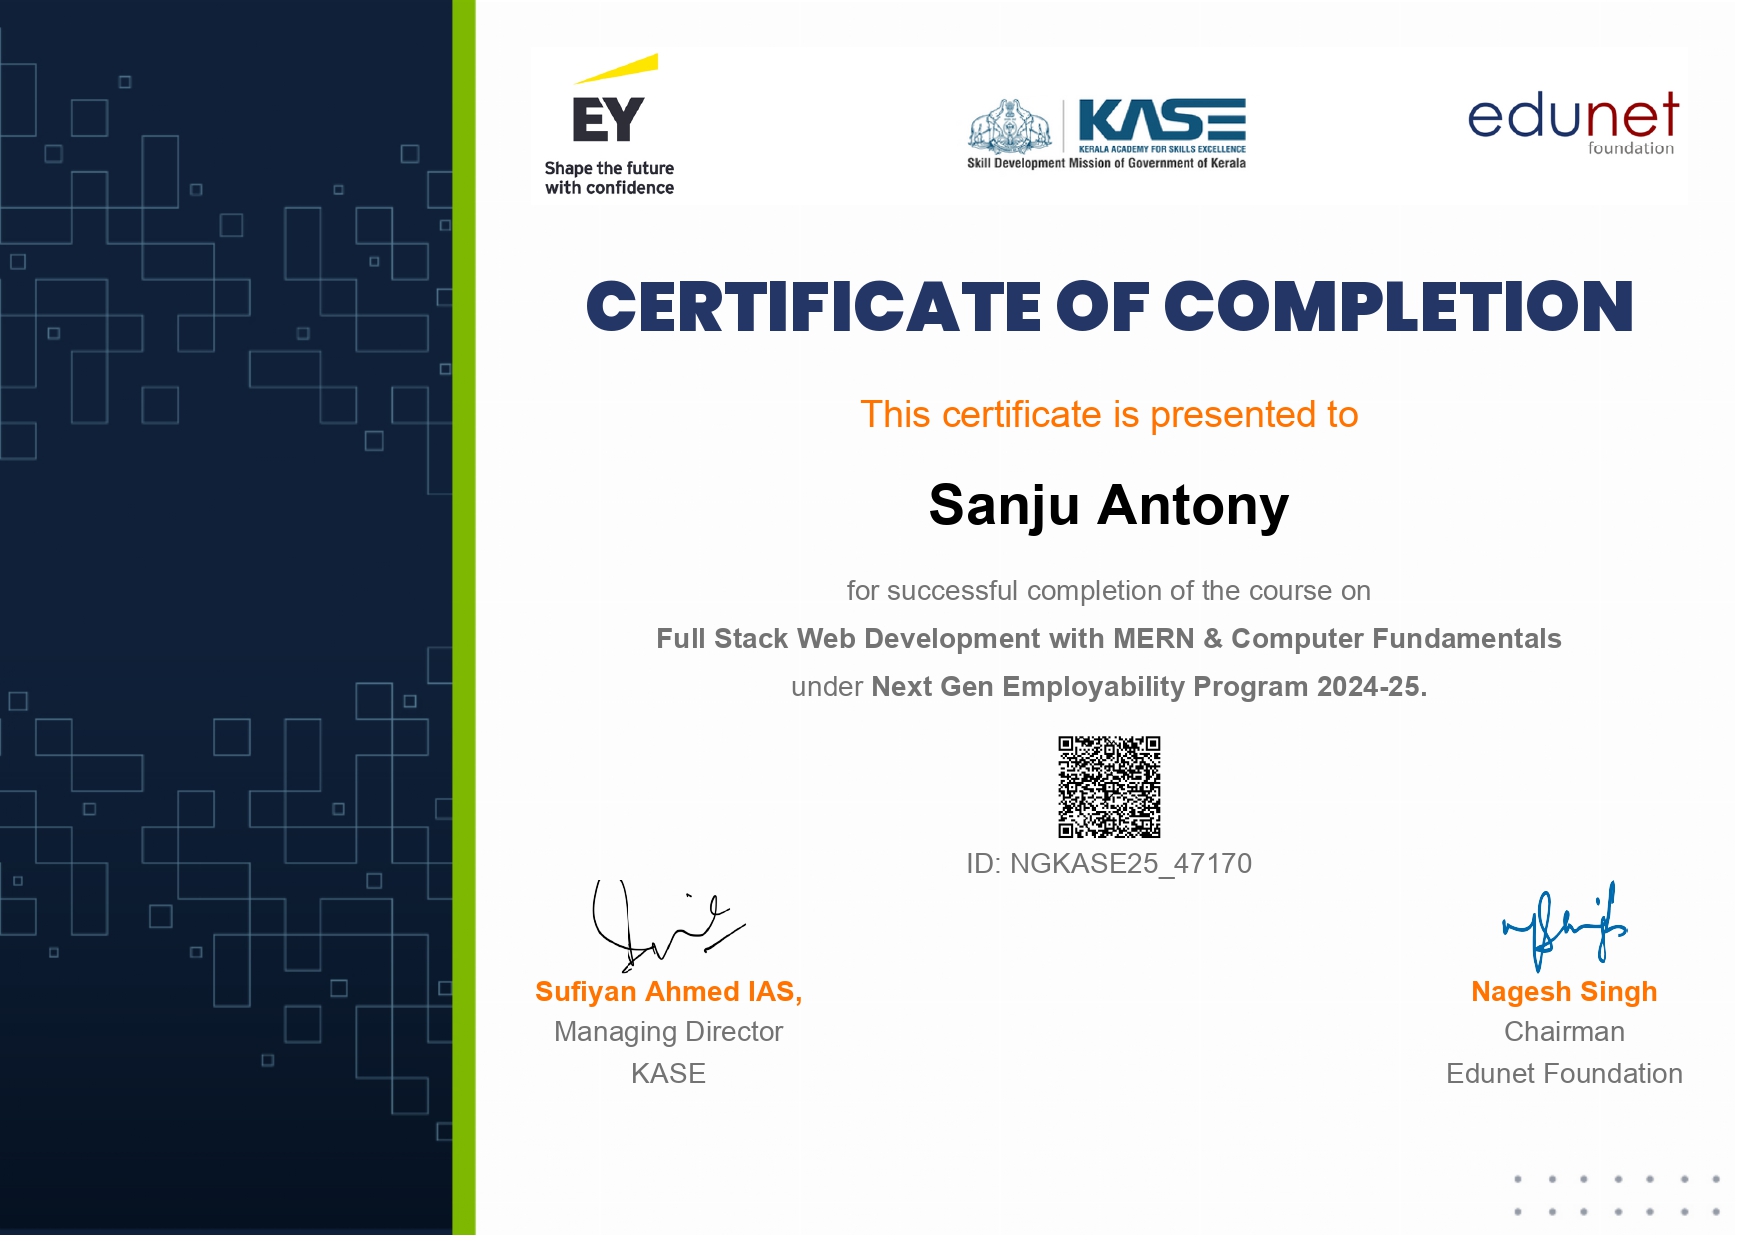 EY
Shape the future
with confidence
KASE
KERALA ACADEMY FOR SKILLS EXCELLENCE
Skill Development Mission of Government of Kerala
edunet
foundation
CERTIFICATE OF COMPLETION
This certificate is presented to
Sanju Antony
for successful completion of the course on
Full Stack Web Development with MERN & Computer Fundamentals
under Next Gen Employability Program 2024-25.
ID: NGKASE25_47170
Sufiyan Ahmed IAS,
Managing Director
KASE
Nagesh Singh
Chairman
Edunet Foundation